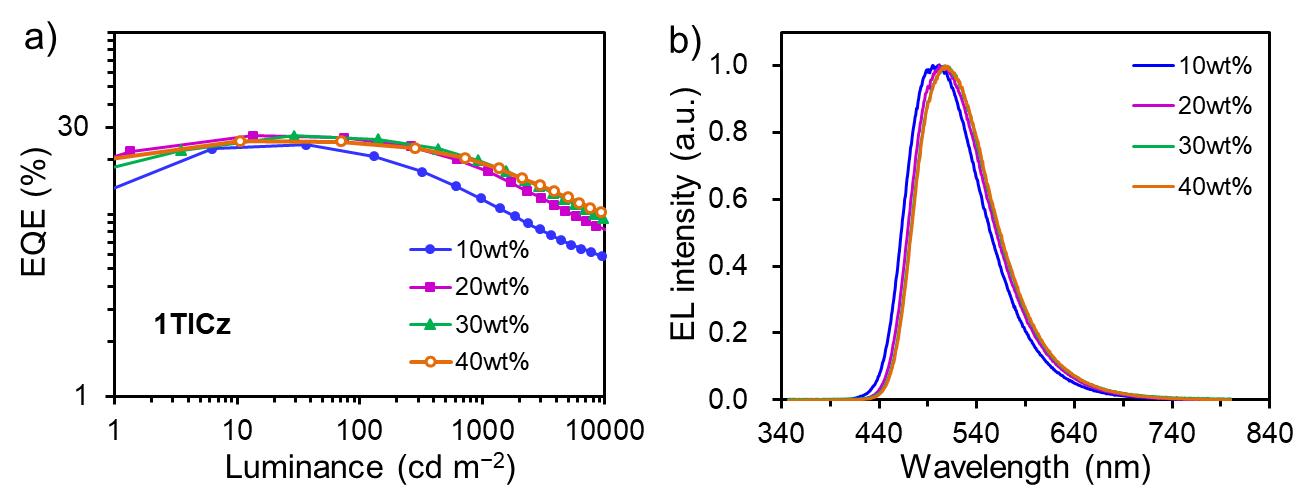 a)
EQE (%)
30
1
1TICz
10wt%
20wt%
30wt%
40wt%
1 10 100 1000 10000
Luminance (cd m⁻²)
b)
EL intensity (a.u.)
1.0
0.8
0.6
0.4
0.2
0.0
10wt%
20wt%
30wt%
40wt%
340 440 540 640 740 840
Wavelength (nm)